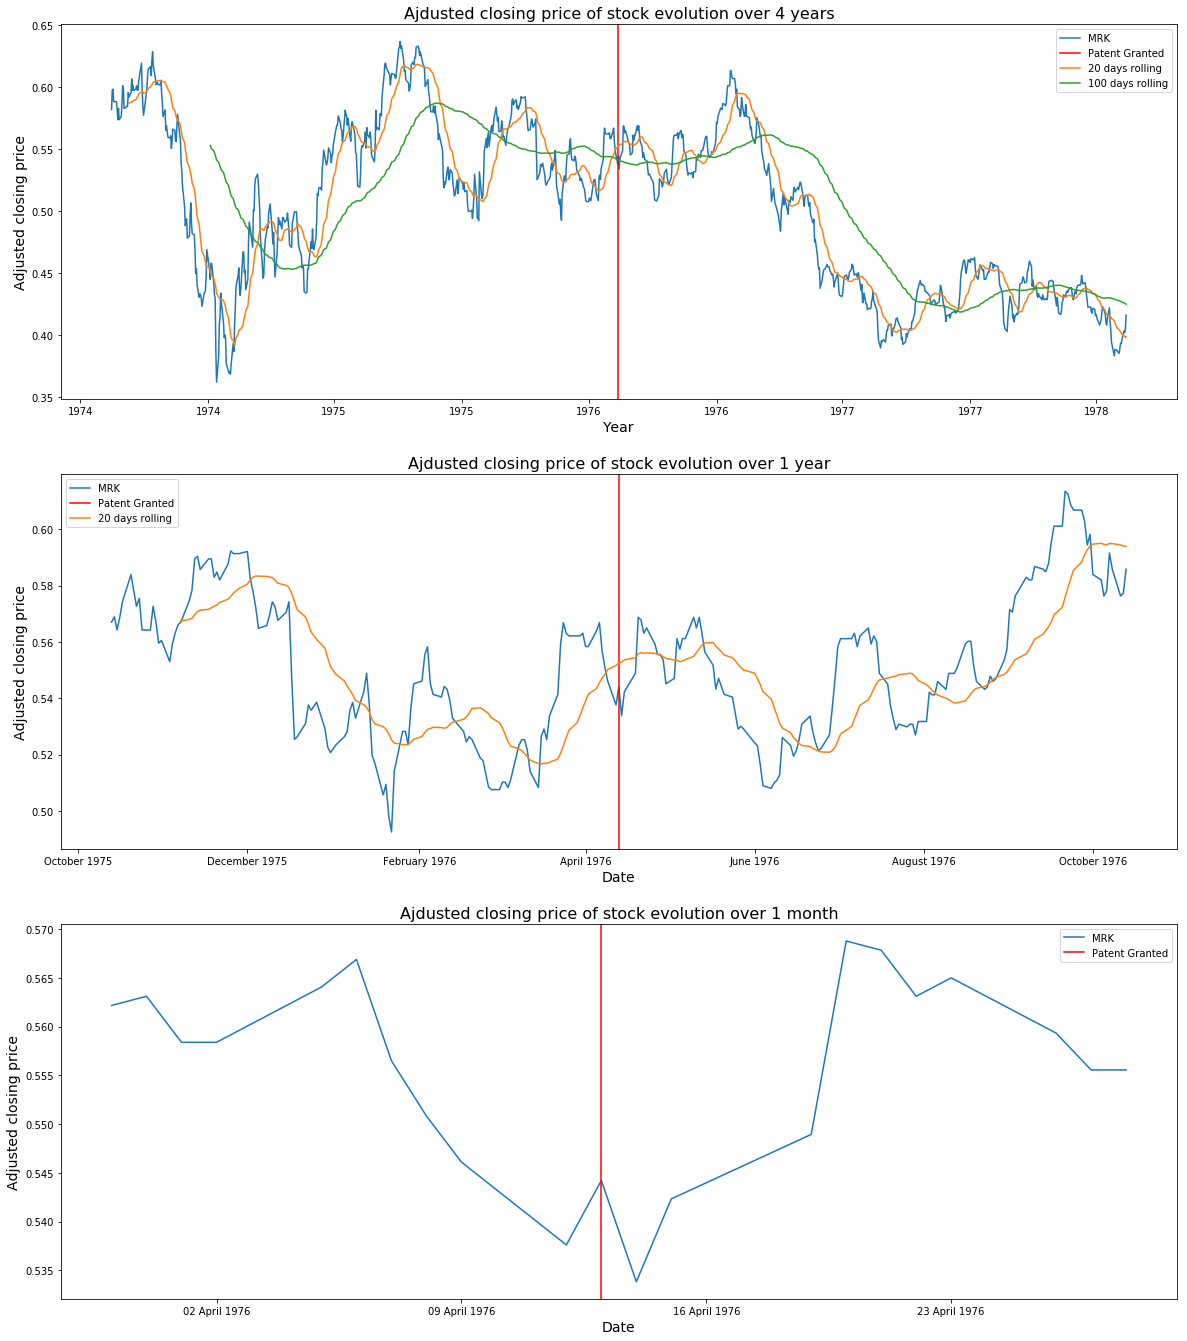 Ajdusted closing price of stock evolution over 4 years
Adjusted closing price
0.65
0.60
0.55
0.50
0.45
0.40
0.35
MRK
Patent Granted
20 days rolling
100 days rolling
1974 1974 1975 1975 1976 1976 1977 1977 1978
Year
Ajdusted closing price of stock evolution over 1 year
Adjusted closing price
0.60
0.58
0.56
0.54
0.52
0.50
MRK
Patent Granted
20 days rolling
October 1975 December 1975 February 1976 April 1976 June 1976 August 1976 October 1976
Date
Ajdusted closing price of stock evolution over 1 month
Adjusted closing price
0.570
0.565
0.560
0.555
0.550
0.545
0.540
0.535
MRK
Patent Granted
02 April 1976 09 April 1976 16 April 1976 23 April 1976
Date